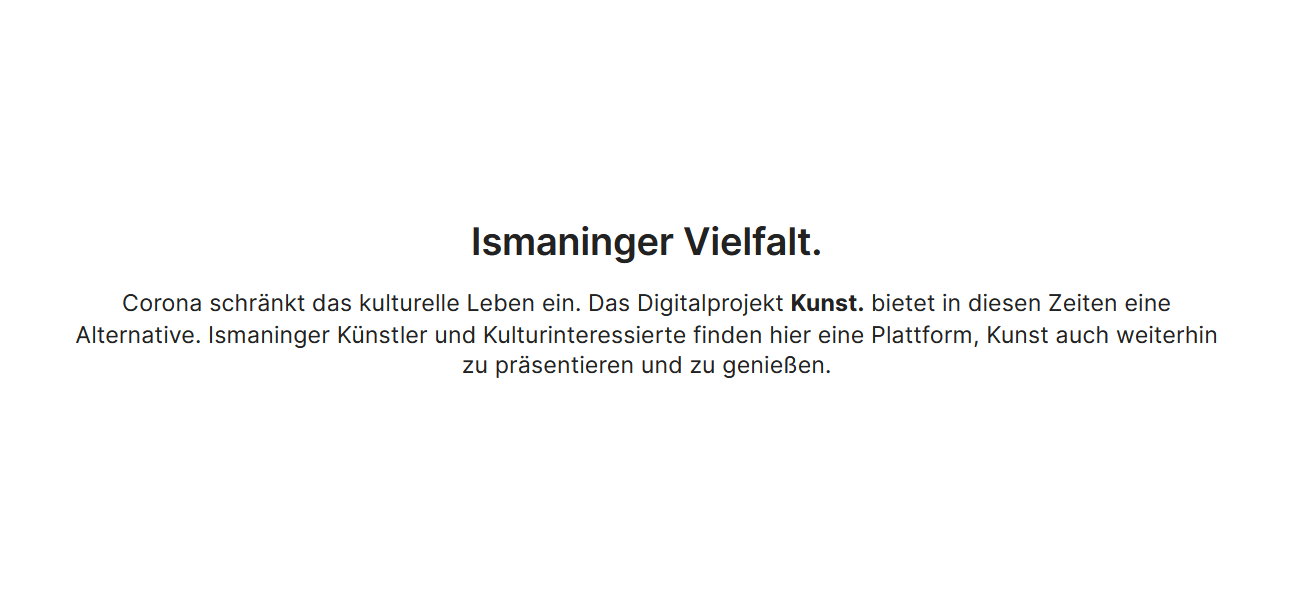 Ismaninger Vielfalt.
Corona schränkt das kulturelle Leben ein. Das Digitalprojekt Kunst. bietet in diesen Zeiten eine
Alternative. Ismaninger Künstler und Kulturinteressierte finden hier eine Plattform, Kunst auch weiterhin
zu präsentieren und zu genießen.